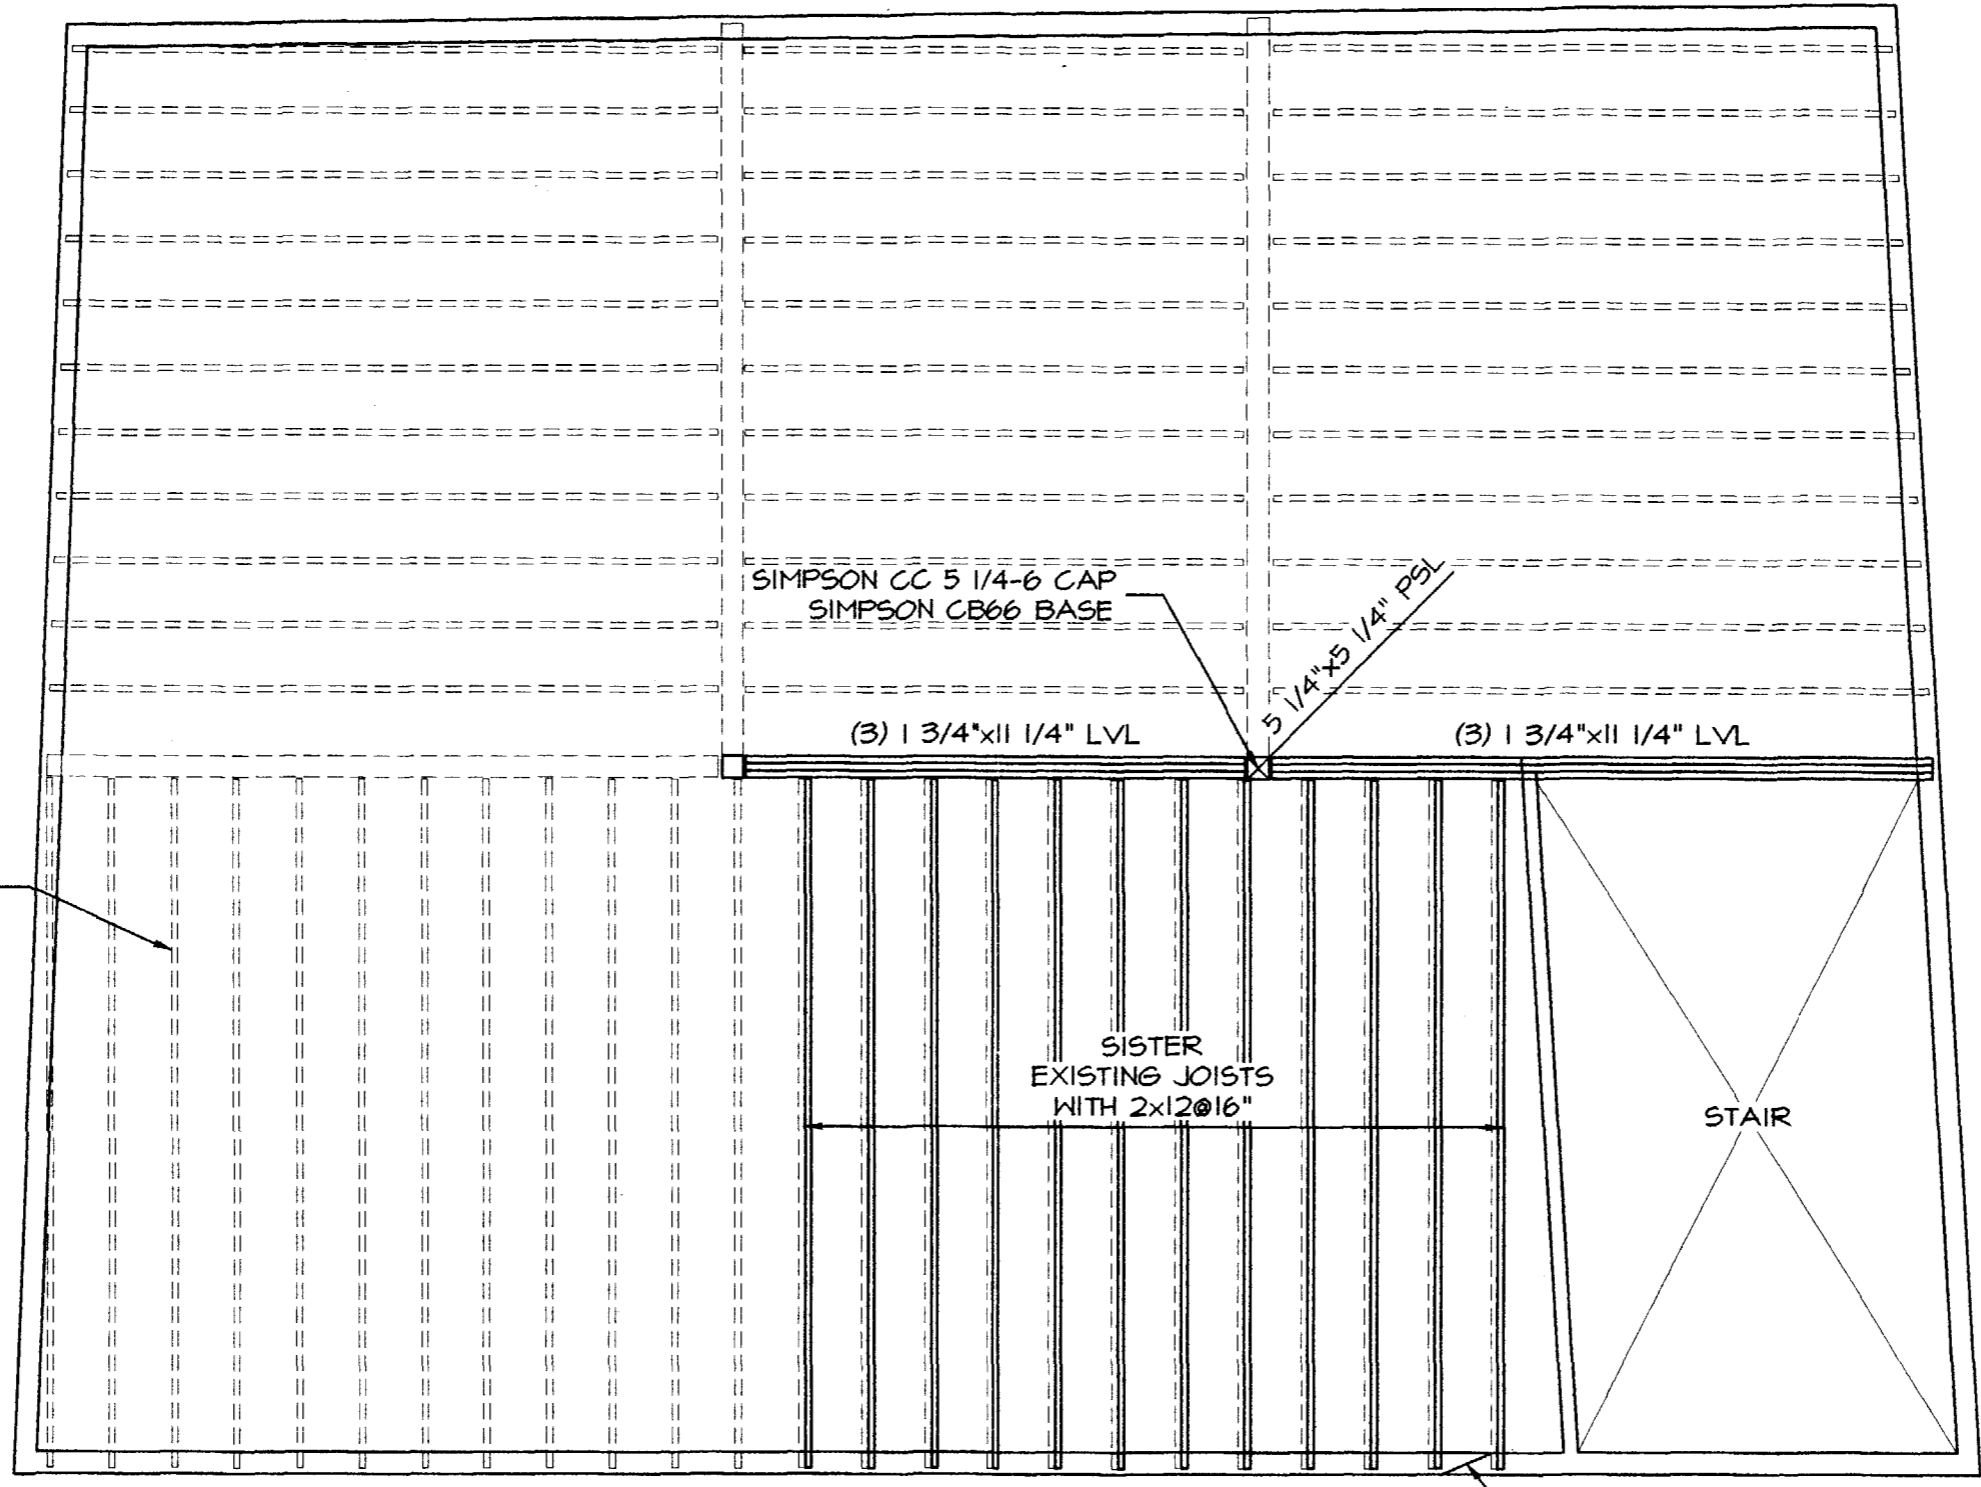 SIMPSON CC 5 1/4-6 CAP
SIMPSON CB66 BASE
5 1/4"x5 1/4" PSL
(3) 1 3/4"x11 1/4" LVL
(3) 1 3/4"x11 1/4" LVL
SISTER
EXISTING JOISTS
WITH 2x12@16"
STAIR